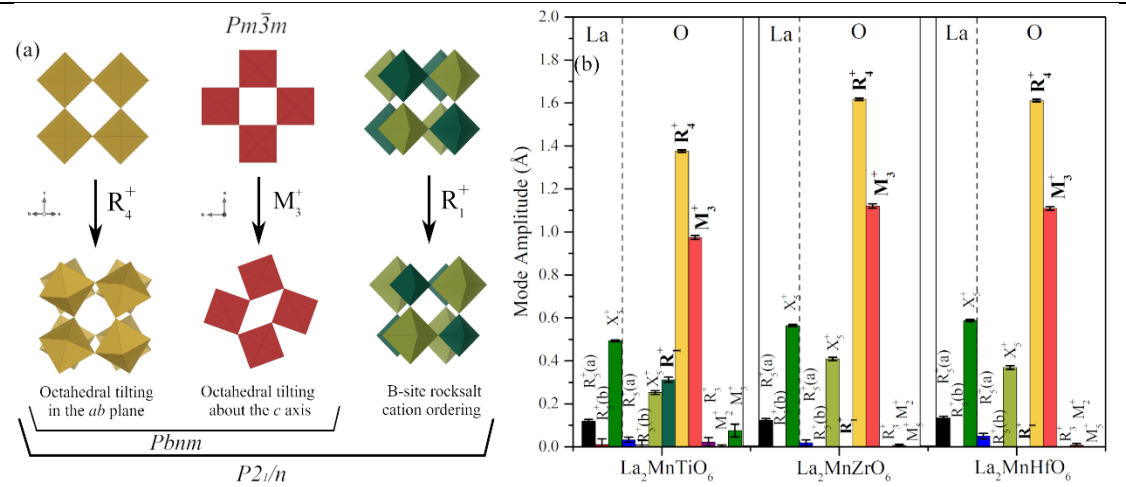 Pm3̅m
(a)
R₄⁺
M₃⁺
R₁⁺
Octahedral tilting
in the ab plane
Octahedral tilting
about the c axis
B-site rocksalt
cation ordering
Pbnm
P2₁/n
(b)
Mode Amplitude (Å)
2.0
1.8
1.6
1.4
1.2
1.0
0.8
0.6
0.4
0.2
0.0
La
O
R₅⁺(a)
R₅⁺(b)
X₅⁺
R₅⁺(a)
R₅⁺(b)
X₅⁺
R₁⁺
R₄⁺
M₃⁺
R₃⁺
M₂⁺
M₅⁺
La₂MnTiO₆
La
O
R₅⁺(a)
R₅⁺(b)
X₅⁺
R₅⁺(a)
R₅⁺(b)
X₅⁺
R₁⁺
R₄⁺
M₃⁺
R₃⁺
M₂⁺
M₅⁺
La₂MnZrO₆
La
O
R₅⁺(a)
R₅⁺(b)
X₅⁺
R₅⁺(a)
R₅⁺(b)
X₅⁺
R₁⁺
R₄⁺
M₃⁺
R₃⁺
M₂⁺
M₅⁺
La₂MnHfO₆